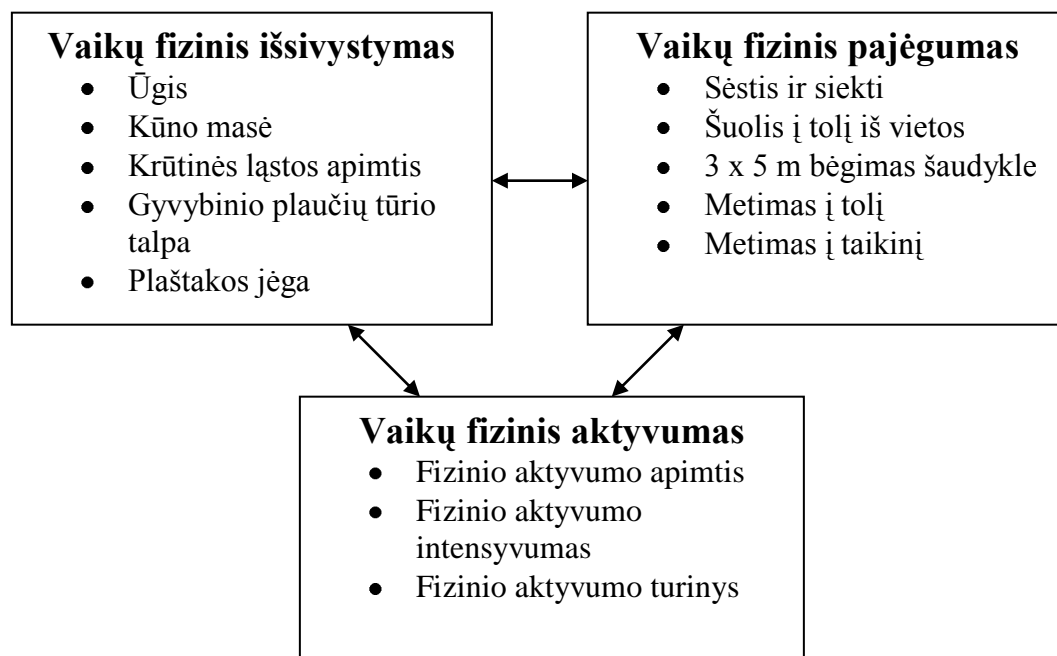 Vaikų fizinis išsivystymas
• Ūgis
• Kūno masė
• Krūtinės ląstos apimtis
• Gyvybinio plaučių tūrio
talpa
• Plaštakos jėga
Vaikų fizinis pajėgumas
• Sėstis ir siekti
• Šuolis į tolį iš vietos
• 3 x 5 m bėgimas šaudykle
• Metimas į tolį
• Metimas į taikinį
Vaikų fizinis aktyvumas
• Fizinio aktyvumo apimtis
• Fizinio aktyvumo
intensyvumas
• Fizinio aktyvumo turinys